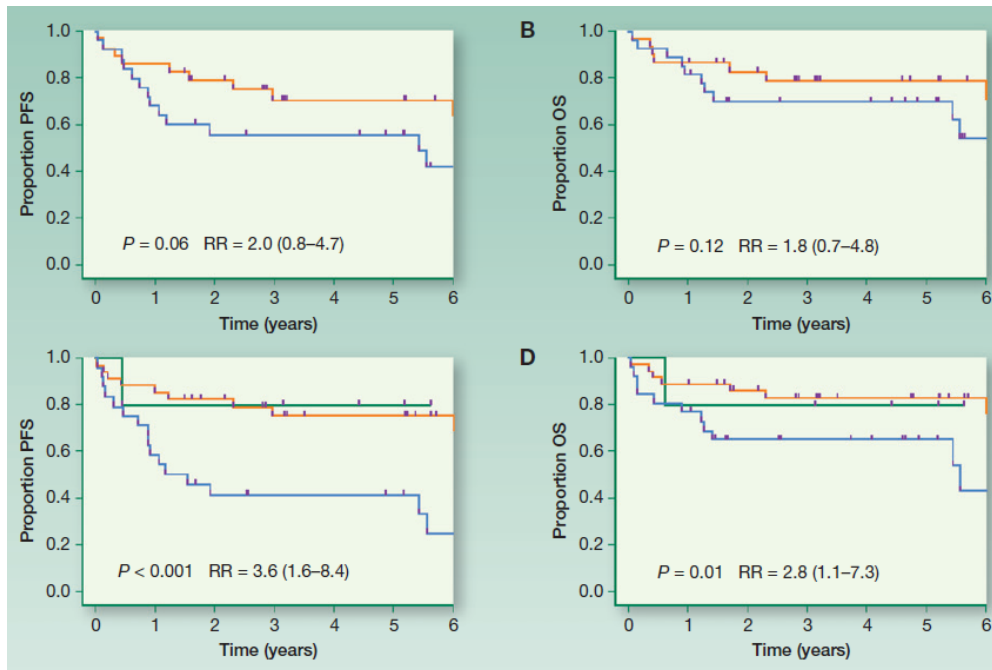 B
1.0
0.8
0.6
0.4
0.2
0.0
Proportion PFS
P = 0.06 RR = 2.0 (0.8–4.7)
0 1 2 3 4 5 6
Time (years)
1.0
0.8
0.6
0.4
0.2
0.0
Proportion OS
P = 0.12 RR = 1.8 (0.7–4.8)
0 1 2 3 4 5 6
Time (years)
1.0
0.8
0.6
0.4
0.2
0.0
Proportion PFS
P < 0.001 RR = 3.6 (1.6–8.4)
0 1 2 3 4 5 6
Time (years)
D
1.0
0.8
0.6
0.4
0.2
0.0
Proportion OS
P = 0.01 RR = 2.8 (1.1–7.3)
0 1 2 3 4 5 6
Time (years)